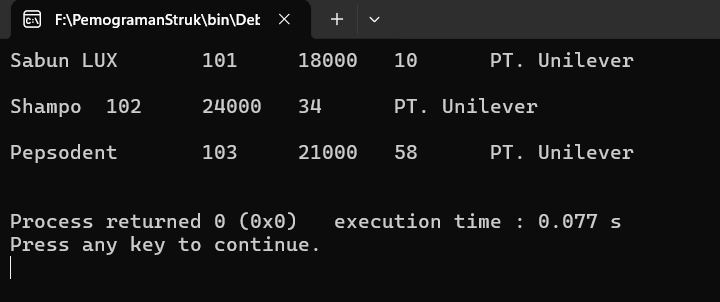 F:\PemogramanStruk\bin\Det
Sabun LUX 101 18000 10 PT. Unilever
Shampo 102 24000 34 PT. Unilever
Pepsodent 103 21000 58 PT. Unilever
Process returned 0 (0x0) execution time : 0.077 s
Press any key to continue.